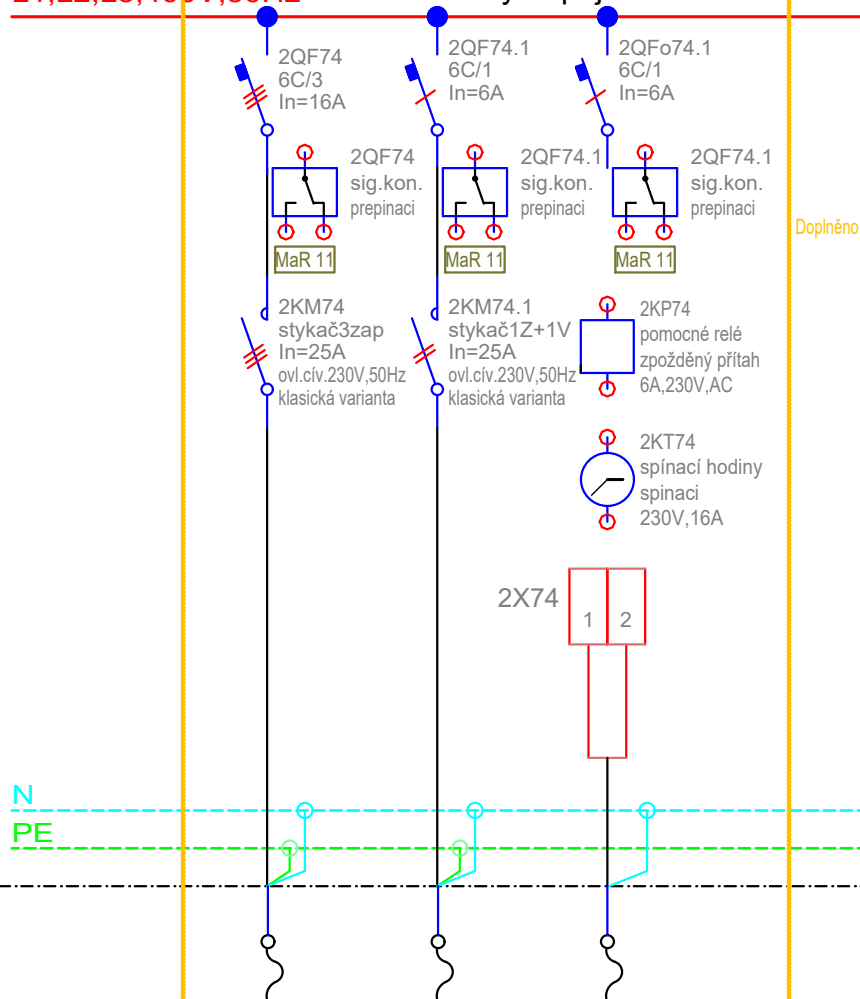 2QF74
6C/3
In=16A
2QF74.1
6C/1
In=6A
2QFo74.1
6C/1
In=6A
2QF74
sig.kon.
prepinaci
2QF74.1
sig.kon.
prepinaci
2QF74.1
sig.kon.
prepinaci
MaR 11
MaR 11
MaR 11
Doplněno
2KM74
stykač3zap
In=25A
ovl.cív.230V,50Hz
klasická varianta
2KM74.1
stykač1Z+1V
In=25A
ovl.cív.230V,50Hz
klasická varianta
2KP74
pomocné relé
zpožděný přítah
6A,230V,AC
2KT74
spínací hodiny
spinaci
230V,16A
2X74
1
2
N
PE